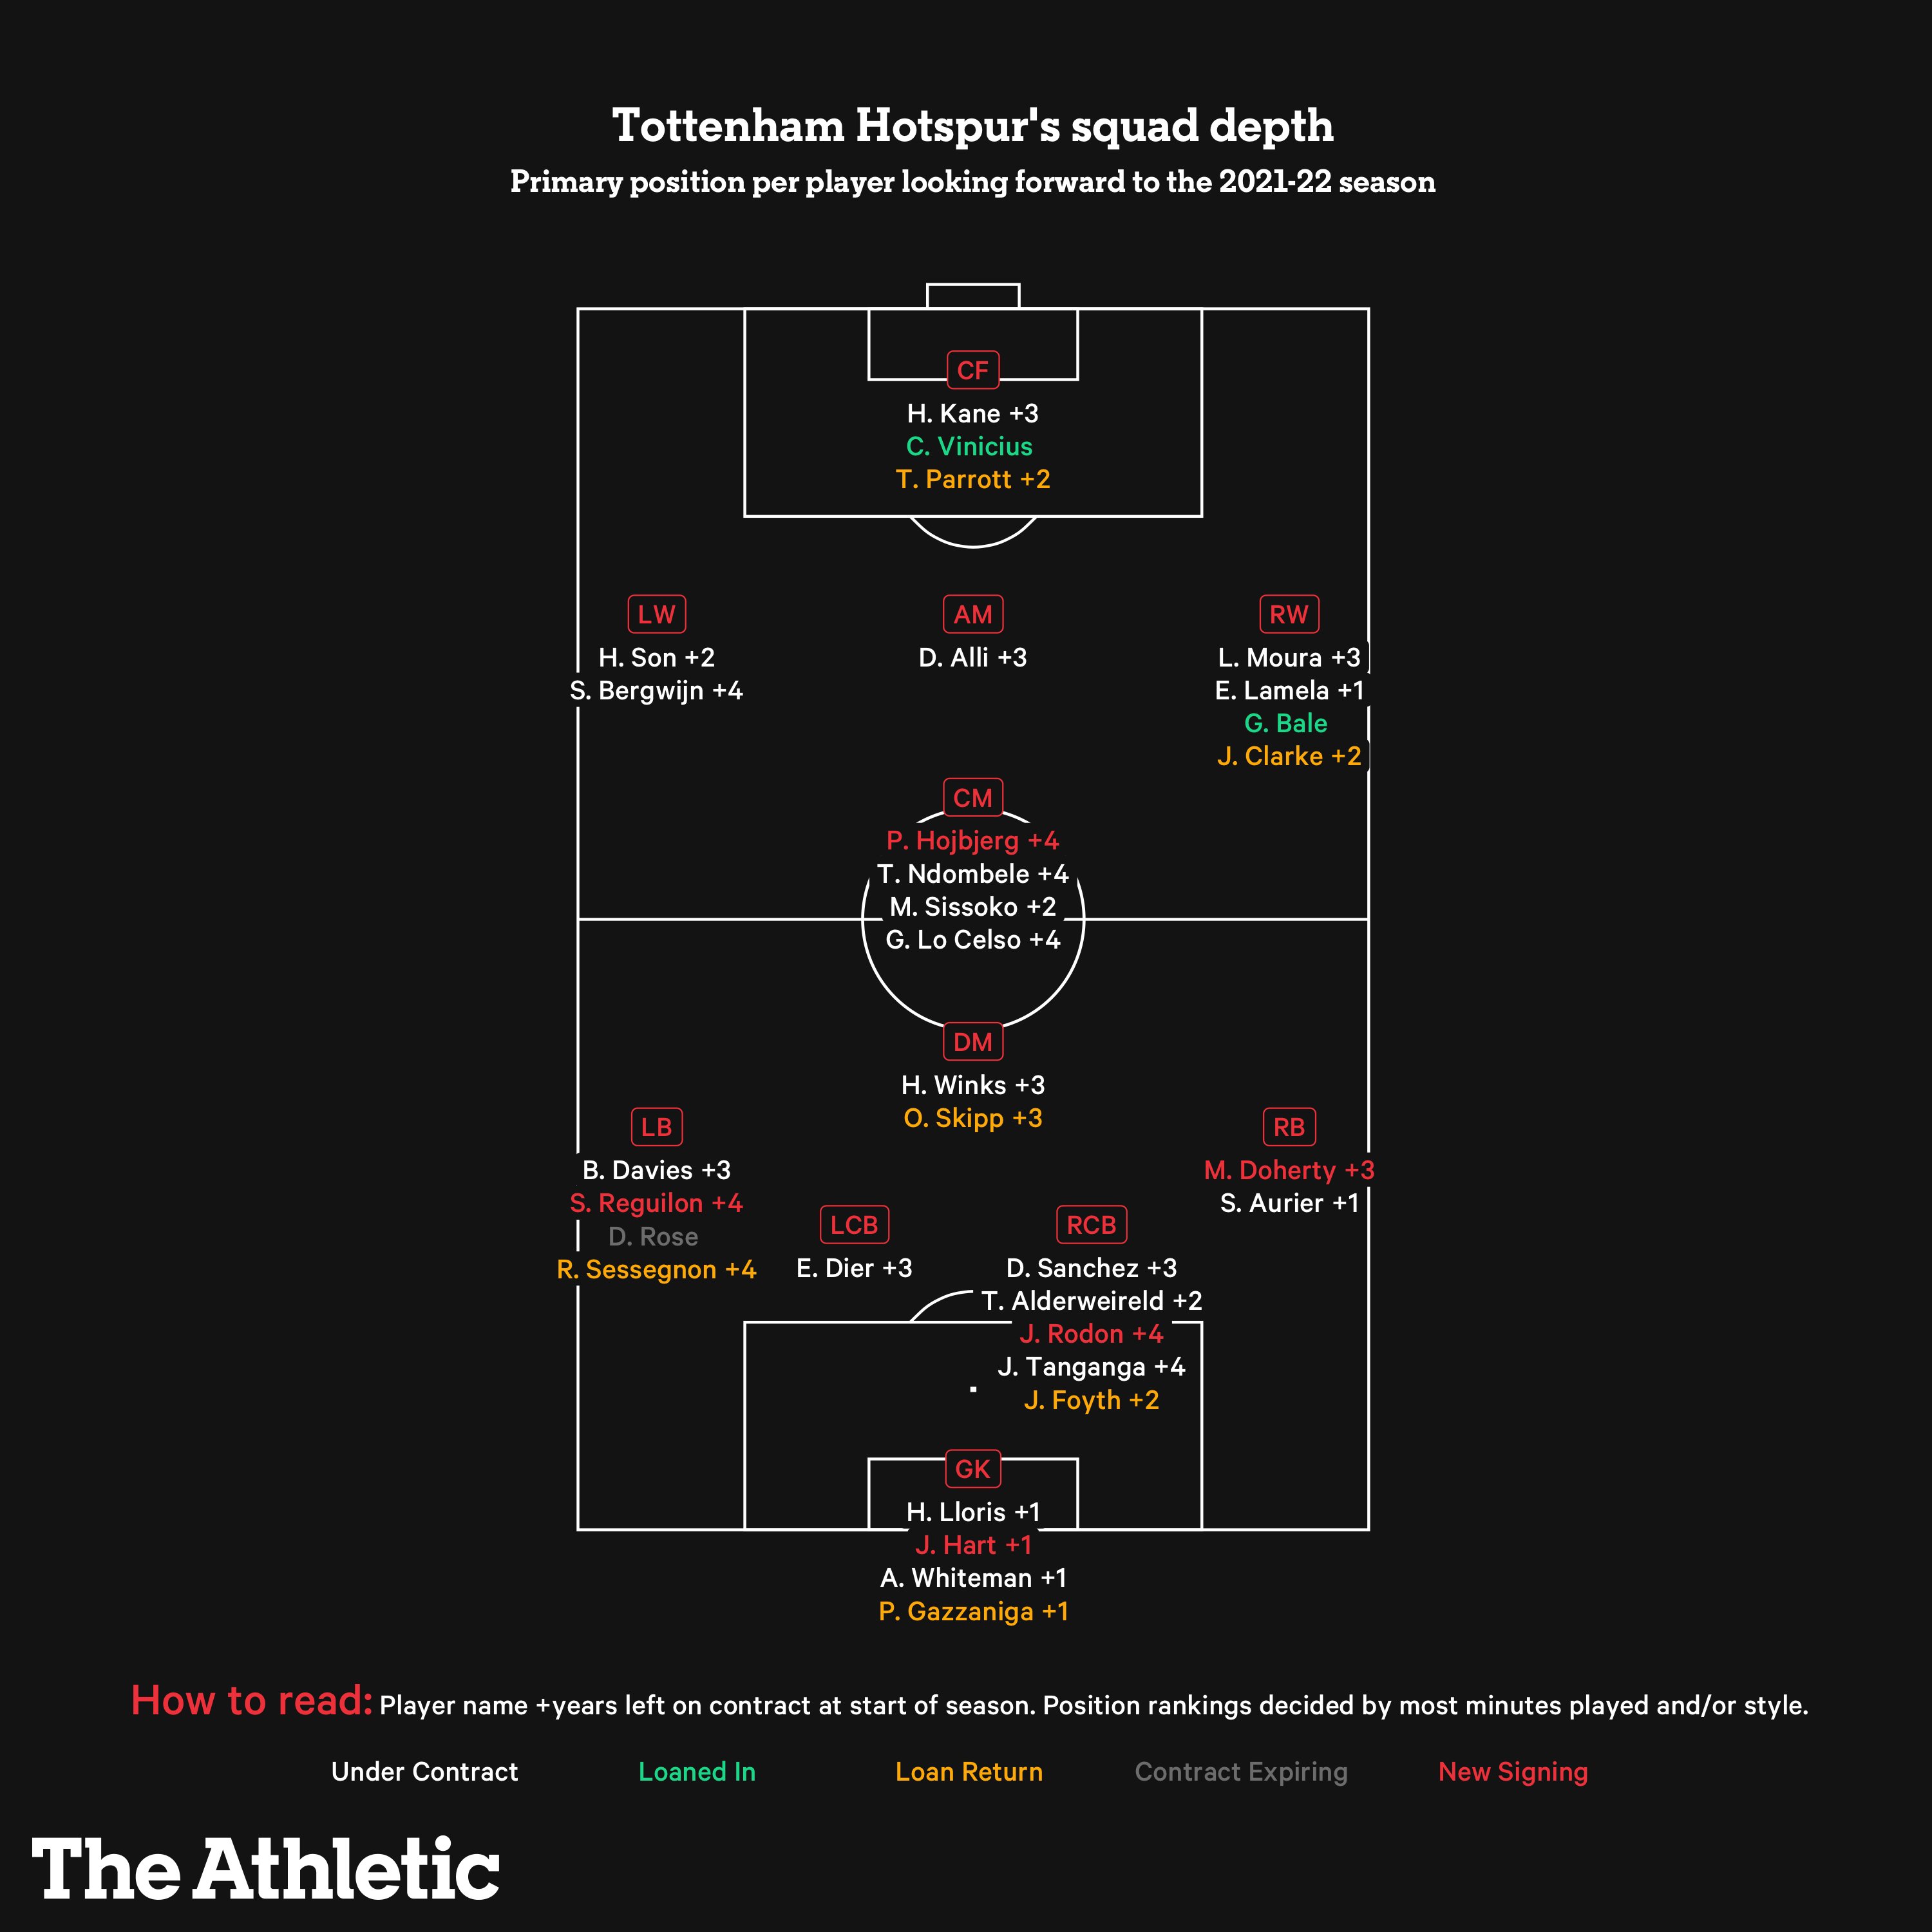 Tottenham Hotspur's squad depth
Primary position per player looking forward to the 2021-22 season
CF
H. Kane +3
C. Vinicius
T. Parrott +2
LW
H. Son +2
S. Bergwijn +4
AM
D. Alli +3
RW
L. Moura +3
E. Lamela +1
G. Bale
J. Clarke +2
CM
P. Hojbjerg +4
T. Ndombele +4
M. Sissoko +2
G. Lo Celso +4
DM
H. Winks +3
O. Skipp +3
LB
B. Davies +3
S. Reguilon +4
D. Rose
R. Sessegnon +4
LCB
E. Dier +3
RCB
D. Sanchez +3
T. Alderweireld +2
J. Rodon +4
J. Tanganga +4
J. Foyth +2
RB
M. Doherty +3
S. Aurier +1
GK
H. Lloris +1
J. Hart +1
A. Whiteman +1
P. Gazzaniga +1
How to read: Player name +years left on contract at start of season. Position rankings decided by most minutes played and/or style.
Under Contract Loaned In Loan Return Contract Expiring New Signing
The Athletic